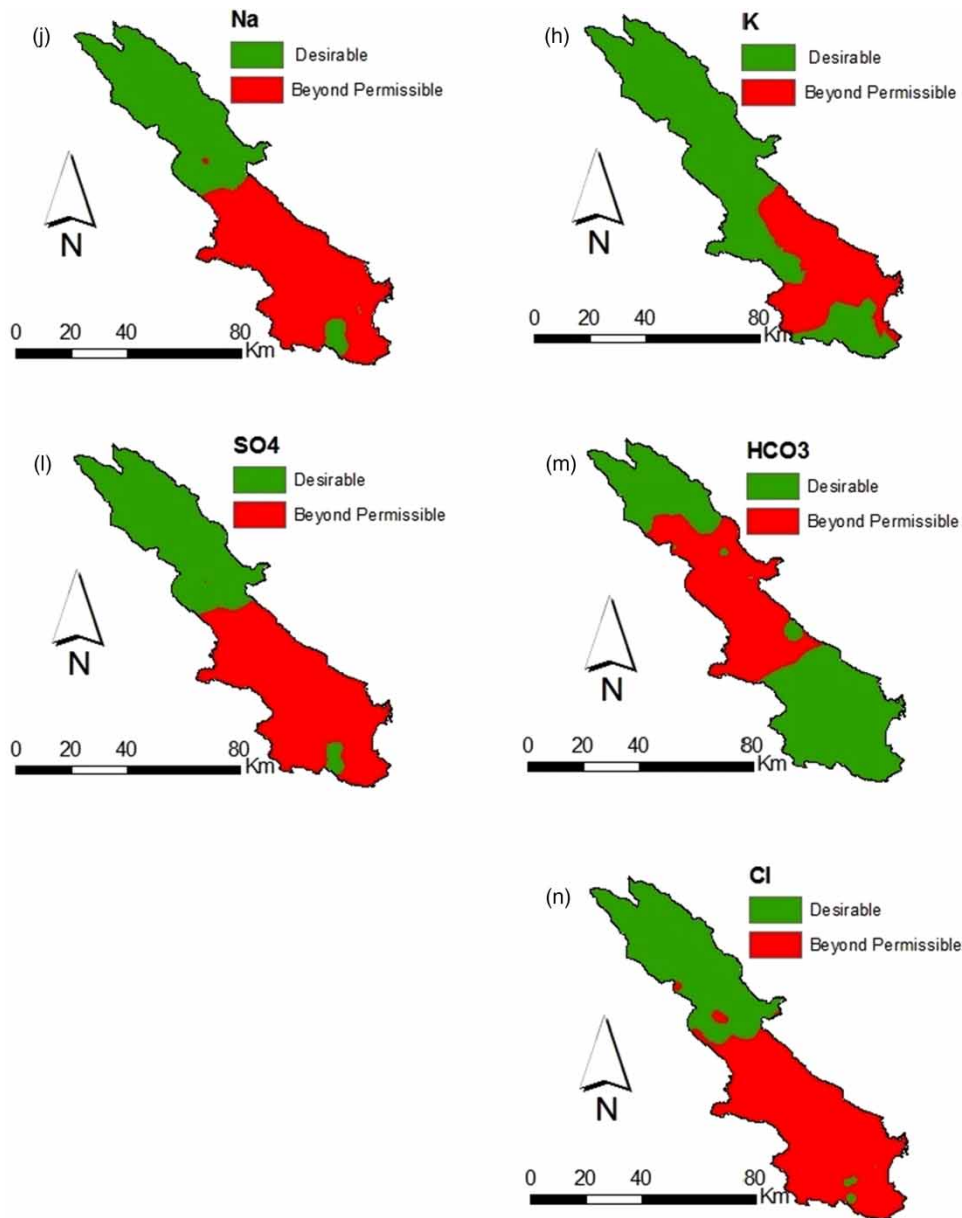 (j)
Na
Desirable
Beyond Permissible
N
0 20 40 80
Km
(h)
K
Desirable
Beyond Permissible
N
0 20 40 80
Km
(l)
SO4
Desirable
Beyond Permissible
N
0 20 40 80
Km
(m)
HCO3
Desirable
Beyond Permissible
N
0 20 40 80
Km
(n)
Cl
Desirable
Beyond Permissible
N
0 20 40 80
Km